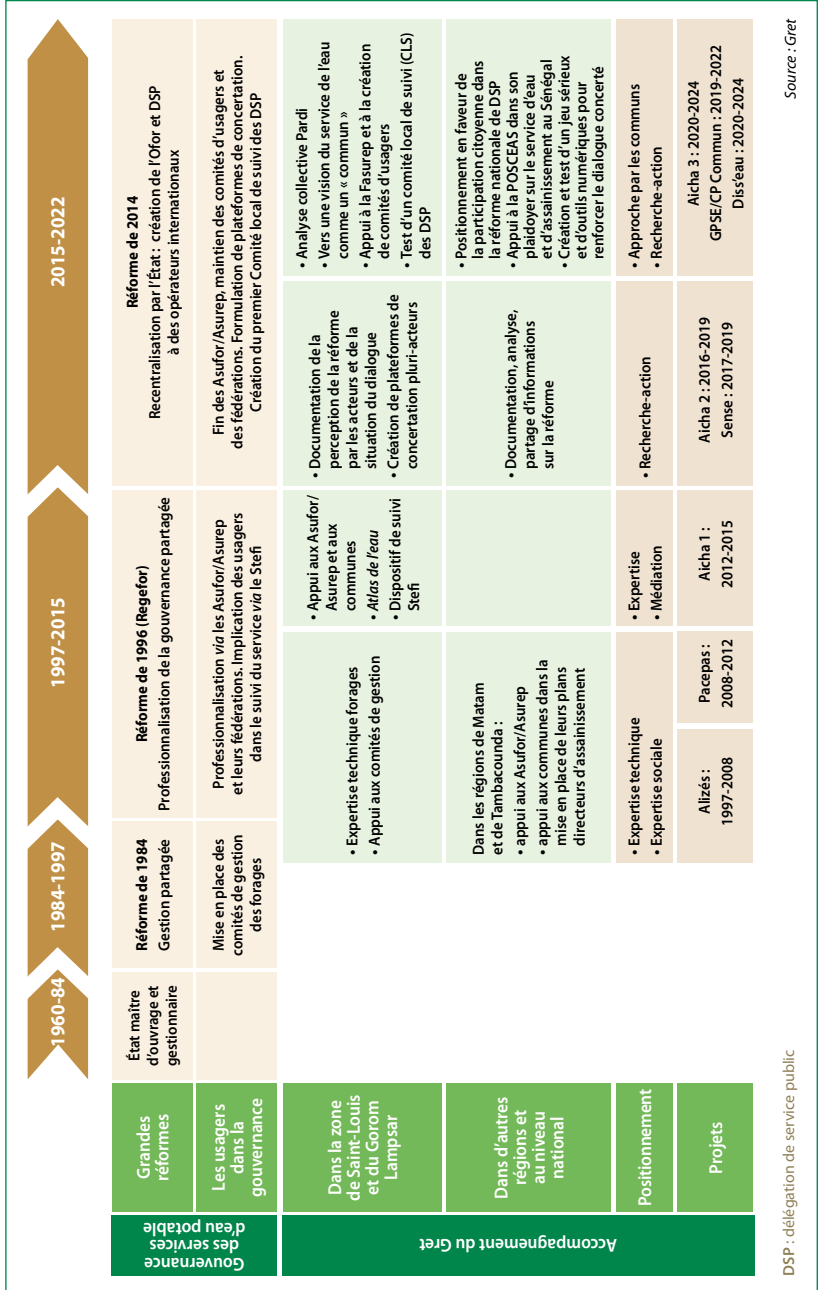 1960-84
1984-1997
1997-2015
2015-2022
Gouvernance
des services
d'eau potable
Grandes
réformes
État maître
d'ouvrage et
gestionnaire
Réforme de 1984
Gestion partagée
Réforme de 1996 (Regefor)
Professionnalisation de la gouvernance partagée
Réforme de 2014
Recentralisation par l'État : création de l'Ofor et DSP
à des opérateurs internationaux
Les usagers
dans la
gouvernance
Mise en place des
comités de gestion
des forages
Professionnalisation via les Asufor/Asurep
et leurs fédérations. Implication des usagers
dans le suivi du service via le Stefi
Fin des Asufor/Asurep, maintien des comités d'usagers et
des fédérations. Formulation de plateformes de concertation.
Création du premier Comité local de suivi des DSP
Accompagnement du Gret
Dans la zone
de Saint-Louis
et du Gorom
Lampsar
• Expertise technique forages
• Appui aux comités de gestion
• Appui aux Asufor/
Asurep et aux
communes
• Atlas de l'eau
• Dispositif de suivi
Stefi
• Documentation de la
perception de la réforme
par les acteurs et de la
situation du dialogue
• Création de plateformes de
concertation pluri-acteurs
• Analyse collective Pardi
• Vers une vision du service de l'eau
comme un « commun »
• Appui à la Fasurep et à la création
de comités d'usagers
• Test d'un comité local de suivi (CLS)
des DSP
Dans d'autres
régions et
au niveau
national
Dans les régions de Matam
et de Tambacounda :
• appui aux Asufor/Asurep
• appui aux communes dans la
mise en place de leurs plans
directeurs d'assainissement
• Documentation, analyse,
partage d'informations
sur la réforme
• Positionnement en faveur de
la participation citoyenne dans
la réforme nationale de DSP
• Appui à la POSCEAS dans son
plaidoyer sur le service d'eau
et d'assainissement au Sénégal
• Création et test d'un jeu sérieux
et d'outils numériques pour
renforcer le dialogue concerté
Positionnement
• Expertise technique
• Expertise sociale
• Expertise
• Médiation
• Recherche-action
• Approche par les communs
• Recherche-action
Projets
Alizés :
1997-2008
Pacepas :
2008-2012
Aicha 1 :
2012-2015
Aicha 2 : 2016-2019
Sense : 2017-2019
Aicha 3 : 2020-2024
GPSE/CP Commun : 2019-2022
Diss'eau : 2020-2024
DSP : délégation de service public
Source : Gret